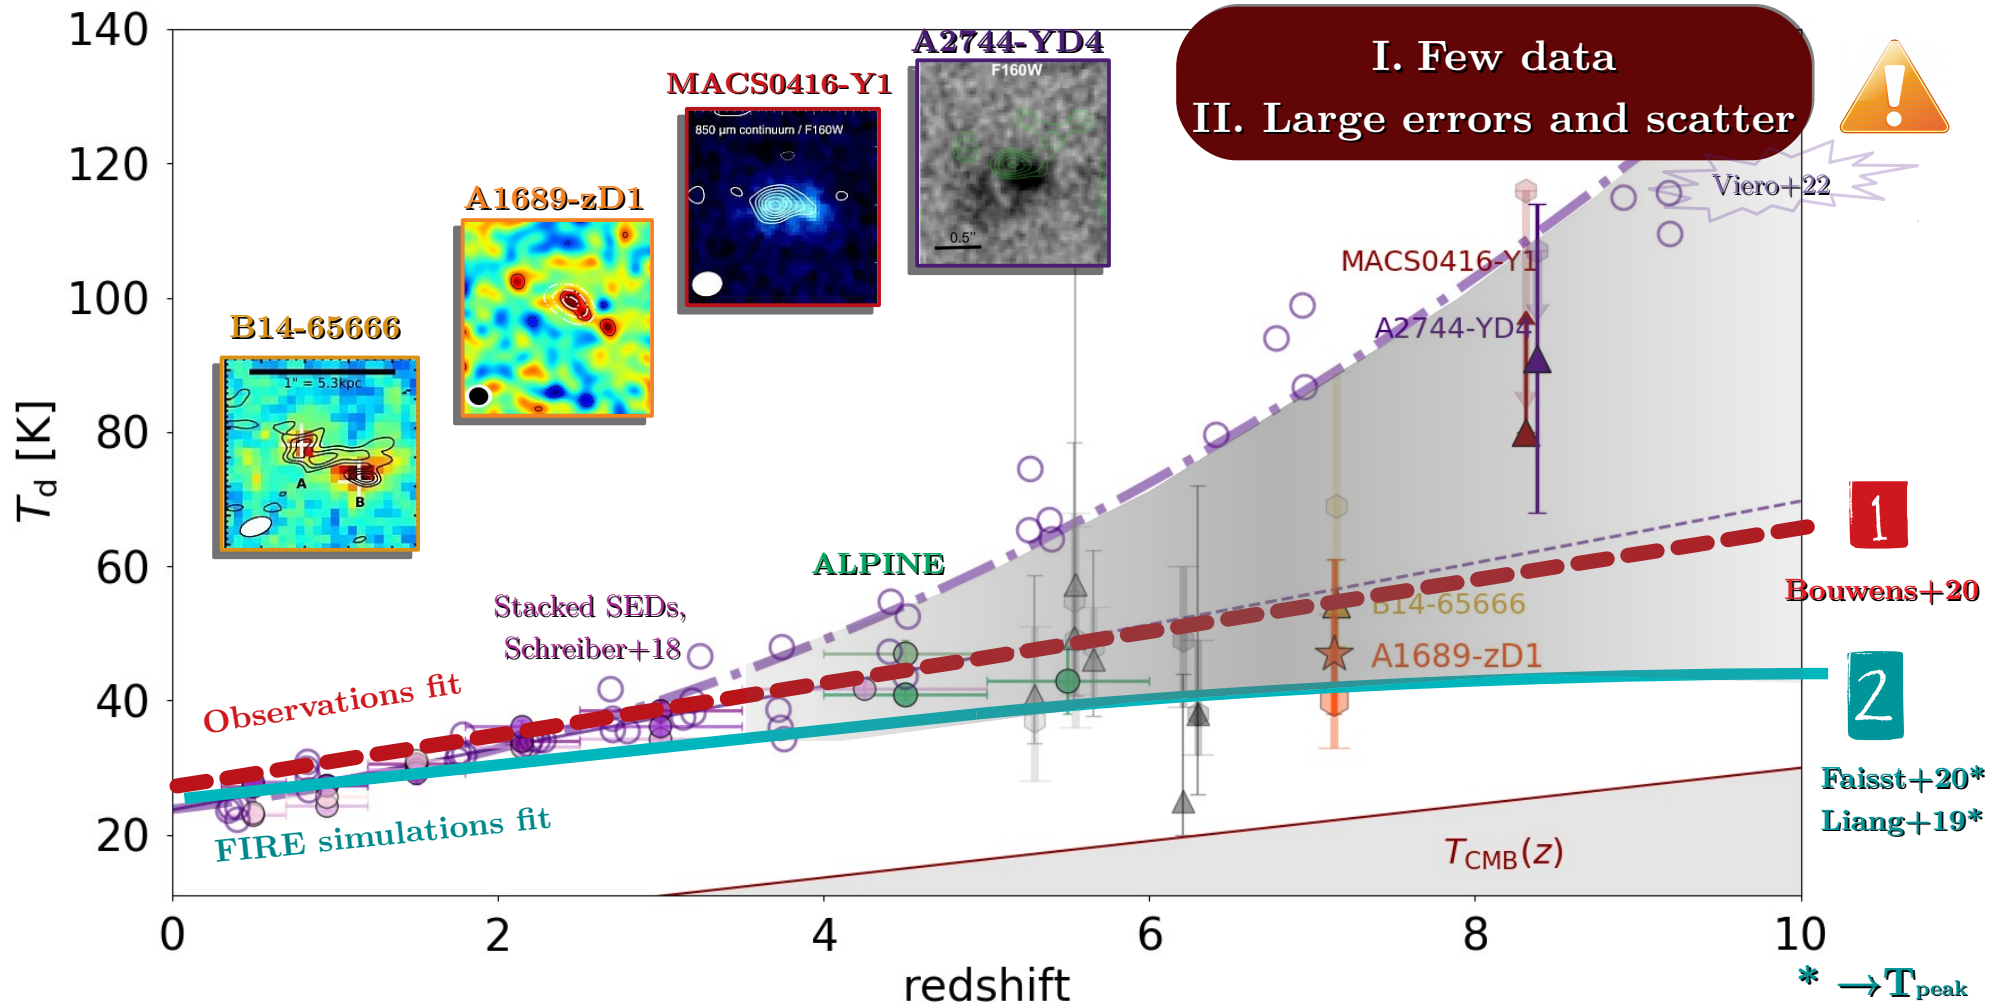 I. Few data
II. Large errors and scatter
A2744-YD4
F160W
0.5"
MACS0416-Y1
850 µm continuum / F160W
A1689-zD1
B14-65666
1" = 5.3kpc
A
B
Viero+22
MACS0416-Y1
A2744-YD4
ALPINE
Stacked SEDs,
Schreiber+18
B14-65666
A1689-zD1
1
Bouwens+20
2
Faisst+20*
Liang+19*
Observations fit
FIRE simulations fit
T_CMB(z)
T_d [K]
140
120
100
80
60
40
20
0 2 4 6 8 10
redshift
* → T_peak